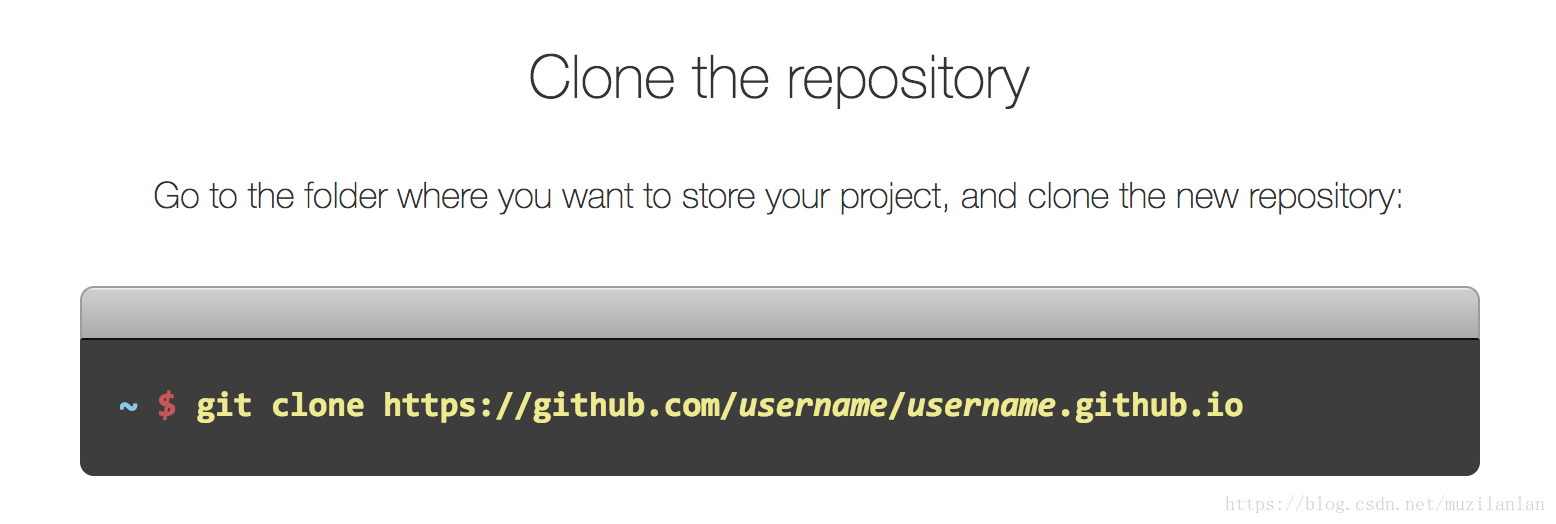 Clone the repository
Go to the folder where you want to store your project, and clone the new repository:
~ $ git clone https://github.com/username/username.github.io
https://blog.csdn.net/muzilanlan